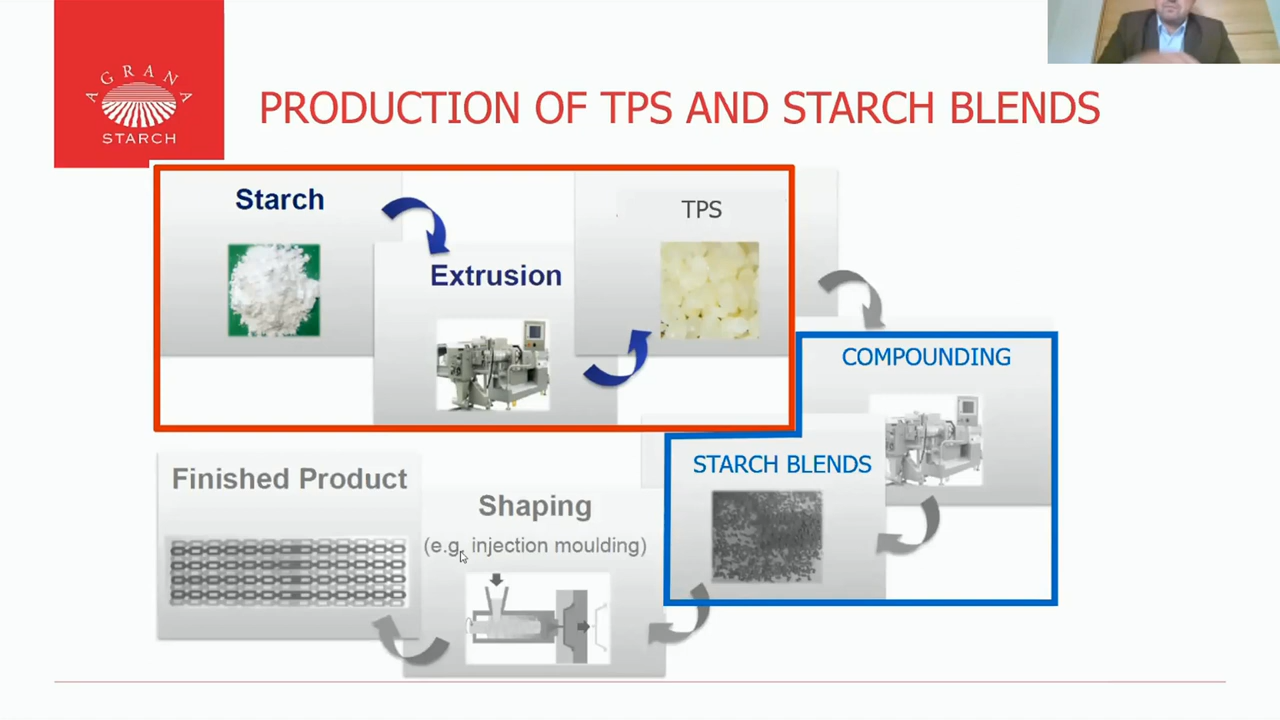 AGRANA
STARCH
PRODUCTION OF TPS AND STARCH BLENDS
Starch
Extrusion
TPS
COMPOUNDING
STARCH BLENDS
Shaping
(e.g. injection moulding)
Finished Product